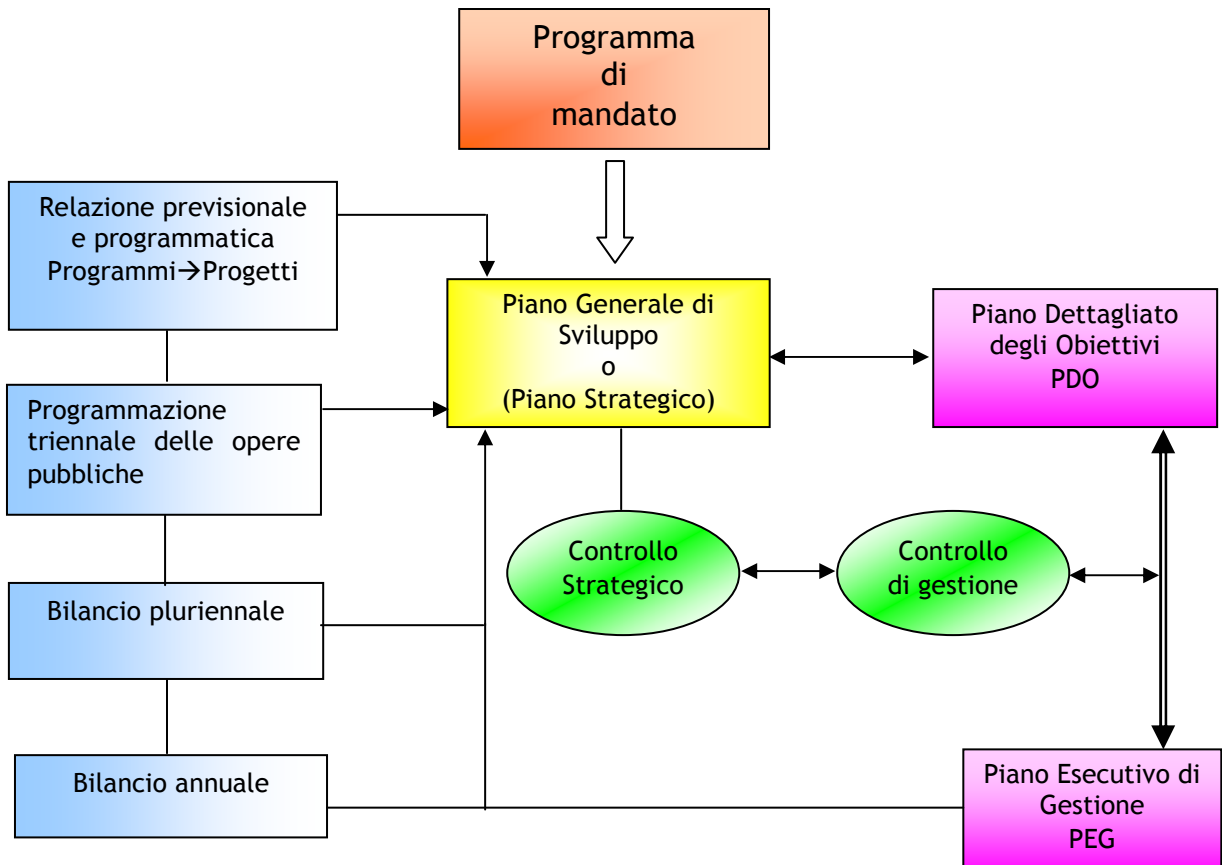 Programma
di
mandato
Relazione previsionale
e programmatica
Programmi→Progetti
Piano Generale di
Sviluppo
o
(Piano Strategico)
Piano Dettagliato
degli Obiettivi
PDO
Programmazione
triennale delle opere
pubbliche
Controllo
Strategico
Controllo
di gestione
Bilancio pluriennale
Bilancio annuale
Piano Esecutivo di
Gestione
PEG